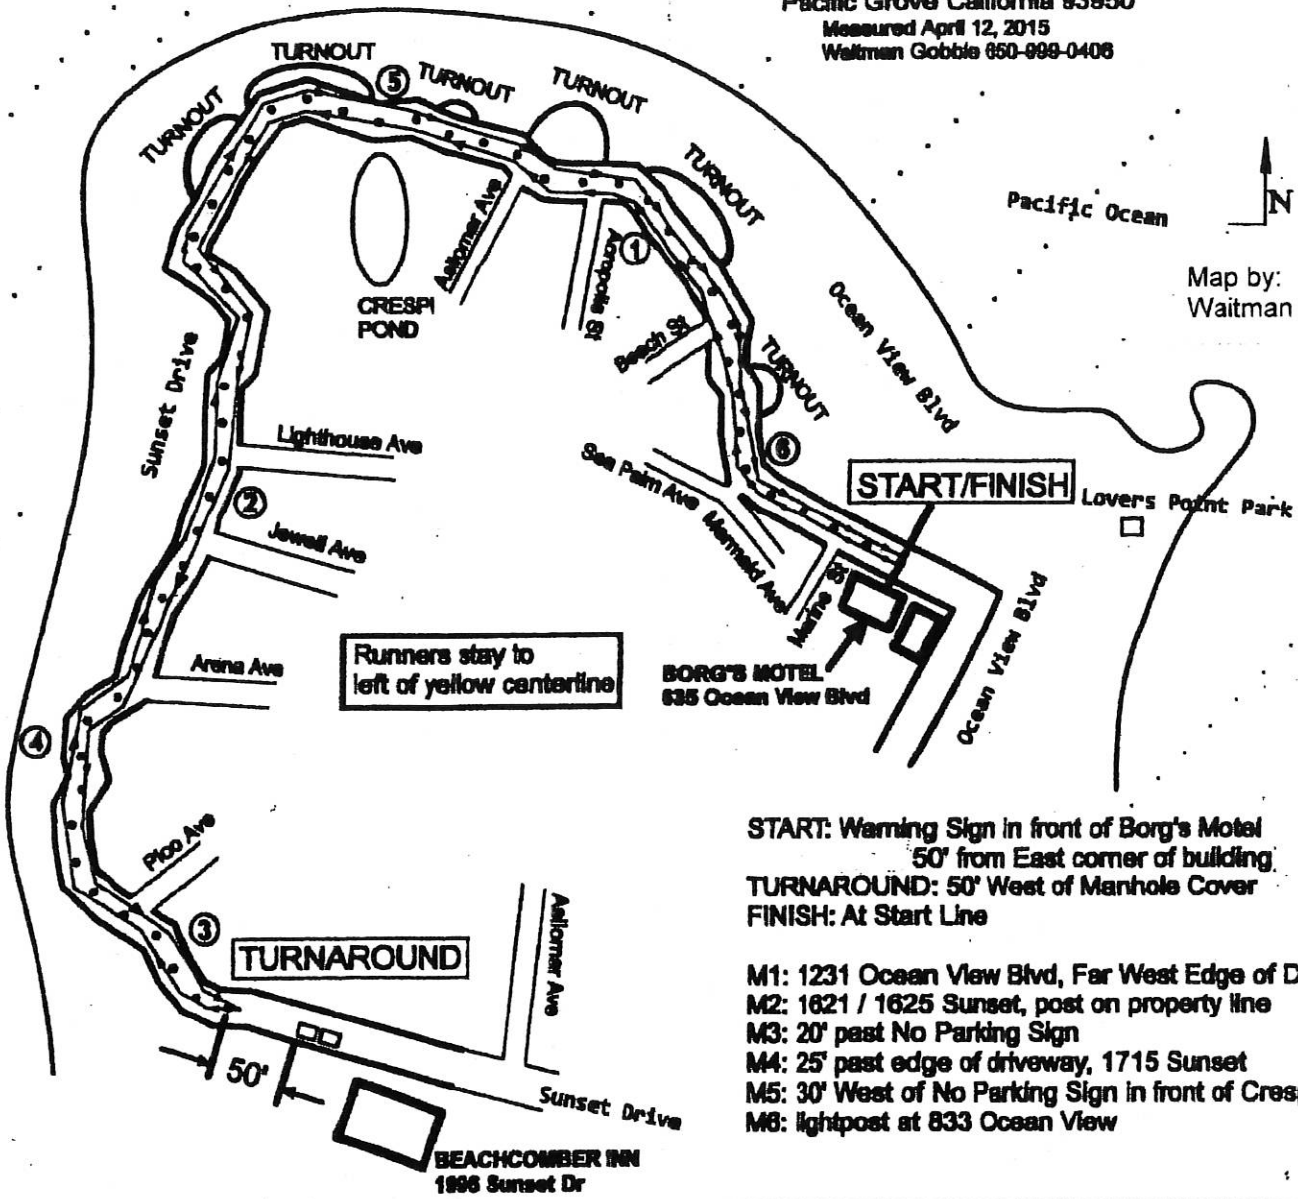 Pacific Grove California 93950
Measured April 12, 2015
Waitman Gobble 650-999-0406
TURNOUT
5
TURNOUT
TURNOUT
TURNOUT
TURNOUT
Pacific Ocean
N
Map by:
Waitman
Asilomar Ave
Acropolis St
1
CRESPI
POND
Ocean View Blvd
Beach St
TURNOUT
Sunset Drive
Lighthouse Ave
6
Sea Palm Ave
START/FINISH
Lovers Point Park
2
Jewell Ave
Mermaid Ave
Marine St
Ocean View Blvd
Arena Ave
Runners stay to
left of yellow centerline
BORG'S MOTEL
635 Ocean View Blvd
4
Pico Ave
START: Warning Sign in front of Borg's Motel
50' from East corner of building
TURNAROUND: 50' West of Manhole Cover
FINISH: At Start Line
3
TURNAROUND
Asilomar Ave
M1: 1231 Ocean View Blvd, Far West Edge of D
M2: 1621 / 1625 Sunset, post on property line
M3: 20' past No Parking Sign
M4: 25' past edge of driveway, 1715 Sunset
M5: 30' West of No Parking Sign in front of Cres
M6: lightpost at 833 Ocean View
50'
Sunset Drive
BEACHCOMBER INN
1996 Sunset Dr